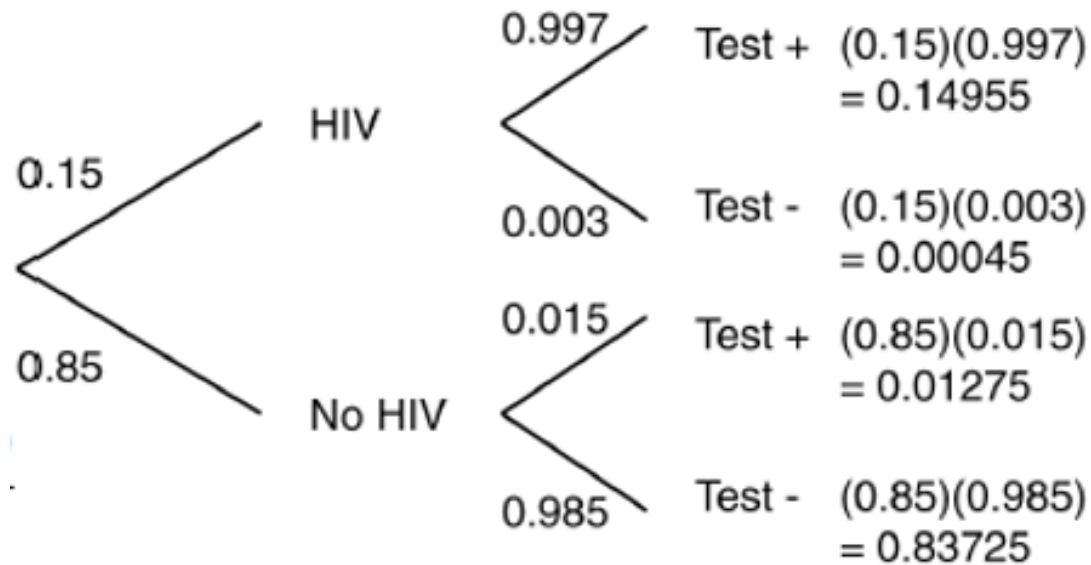 0.997
Test + (0.15)(0.997)
= 0.14955
HIV
0.15
0.003
Test - (0.15)(0.003)
= 0.00045
0.015
Test + (0.85)(0.015)
= 0.01275
0.85
No HIV
0.985
Test - (0.85)(0.985)
= 0.83725